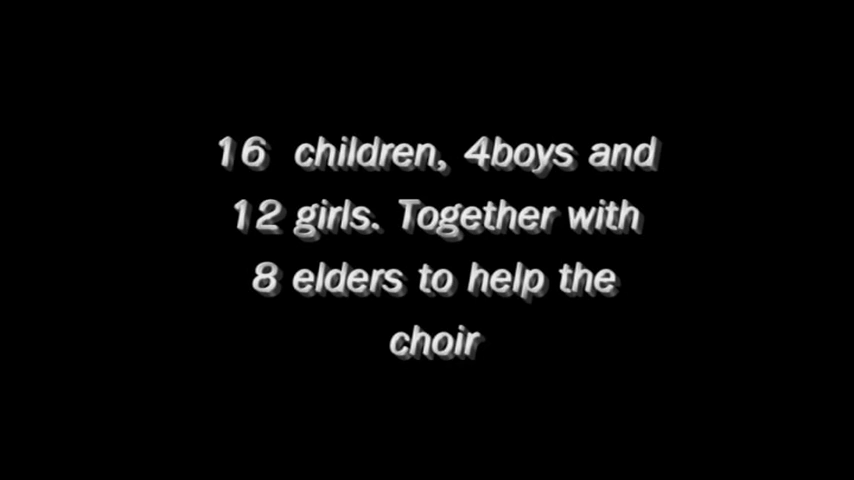 16  children, 4boys and
12 girls. Together with
8 elders to help the
choir